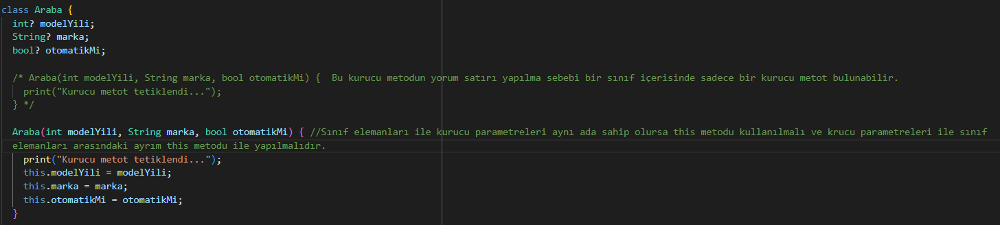 class Araba {
int? modelYili;
String? marka;
bool? otomatikMi;
/* Araba(int modelYili, String marka, bool otomatikMi) {  Bu kurucu metodun yorum satırı yapılma sebebi bir sınıf içerisinde sadece bir kurucu metot bulunabilir.
print("Kurucu metot tetiklendi...");
} */
Araba(int modelYili, String marka, bool otomatikMi) { //Sınıf elemanları ile kurucu parametreleri aynı ada sahip olursa this metodu kullanılmalı ve krucu parametreleri ile sınıf
elemanları arasındaki ayrım this metodu ile yapılmalıdır.
print("Kurucu metot tetiklendi...");
this.modelYili = modelYili;
this.marka = marka;
this.otomatikMi = otomatikMi;
}